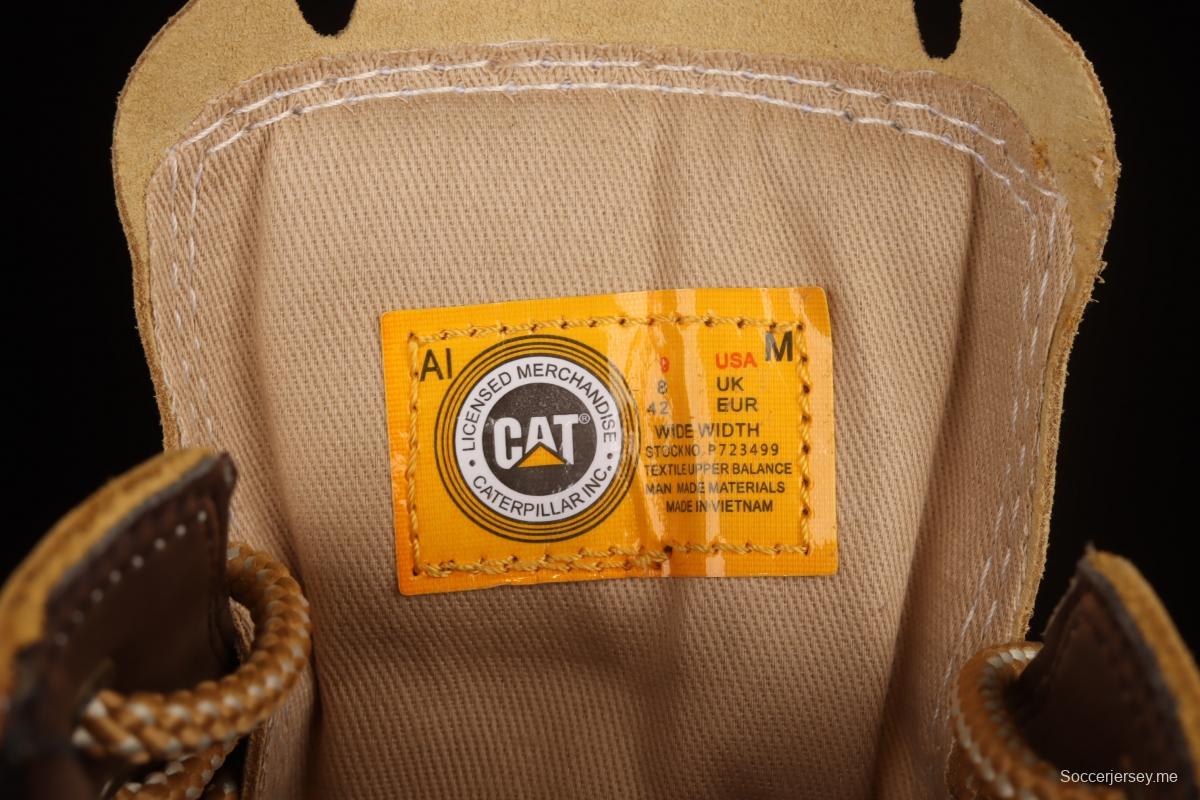 AI
LICENSED MERCHANDISE
CAT®
CATERPILLAR INC.
9 USA M
8 UK
42 EUR
WIDE WIDTH
STOCKNO. P723499
TEXTILEUPPER BALANCE
MAN MADE MATERIALS
MADE IN VIETNAM
Soccerjersey.me